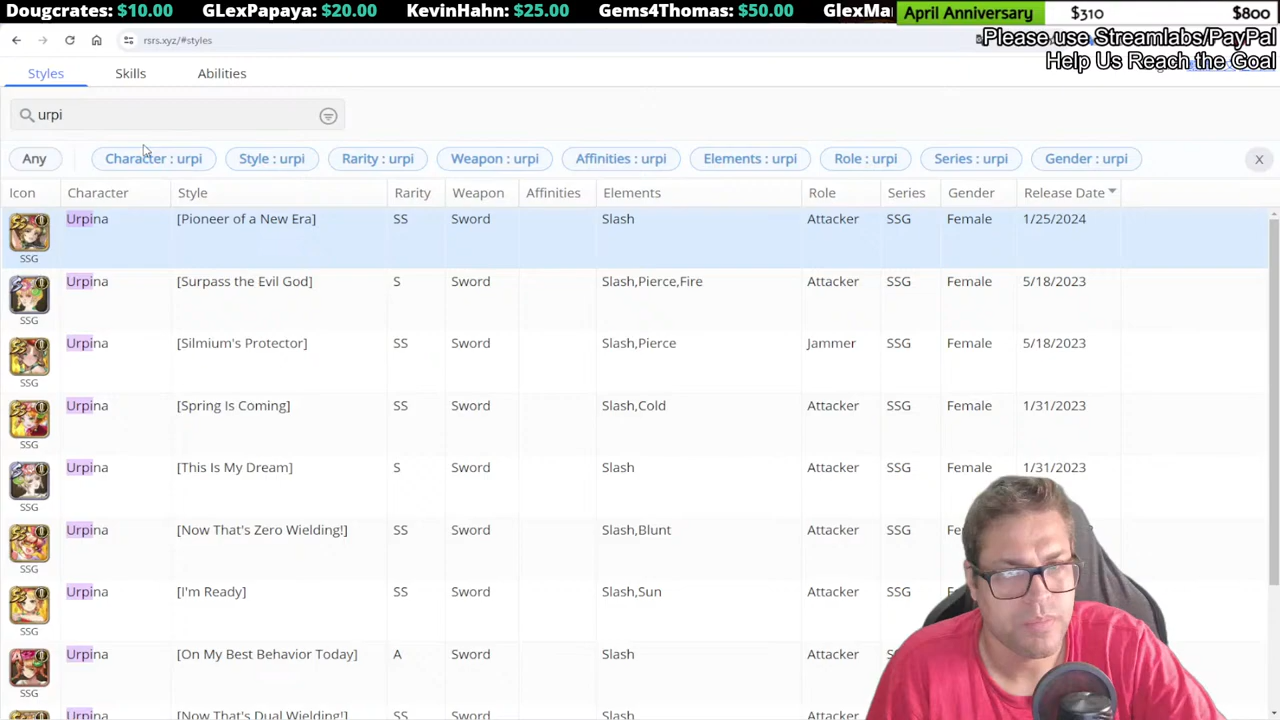 Dougcrates: $10.00 GLexPapaya: $20.00 KevinHahn: $25.00 Gems4Thomas: $50.00 GlexMa
April Anniversary $310 $800
Please use Streamlabs/PayPal
Help Us Reach the Goal
rsrs.xyz/#styles
Styles Skills Abilities
urpi
Any Character : urpi Style : urpi Rarity : urpi Weapon : urpi Affinities : urpi Elements : urpi Role : urpi Series : urpi Gender : urpi X
Icon Character Style Rarity Weapon Affinities Elements Role Series Gender Release Date
SS SSG Urpina [Pioneer of a New Era] SS Sword Slash Attacker SSG Female 1/25/2024
SSG Urpina [Surpass the Evil God] S Sword Slash,Pierce,Fire Attacker SSG Female 5/18/2023
SS SSG Urpina [Silmium's Protector] SS Sword Slash,Pierce Jammer SSG Female 5/18/2023
SS SSG Urpina [Spring Is Coming] SS Sword Slash,Cold Attacker SSG Female 1/31/2023
SSG Urpina [This Is My Dream] S Sword Slash Attacker SSG Female 1/31/2023
SS SSG Urpina [Now That's Zero Wielding!] SS Sword Slash,Blunt Attacker SSG Female
SS SSG Urpina [I'm Ready] SS Sword Slash,Sun Attacker SSG
SSG Urpina [On My Best Behavior Today] A Sword Slash Attacker
Urpina [Now That's Dual Wielding!] SS Sword Slash Attacker